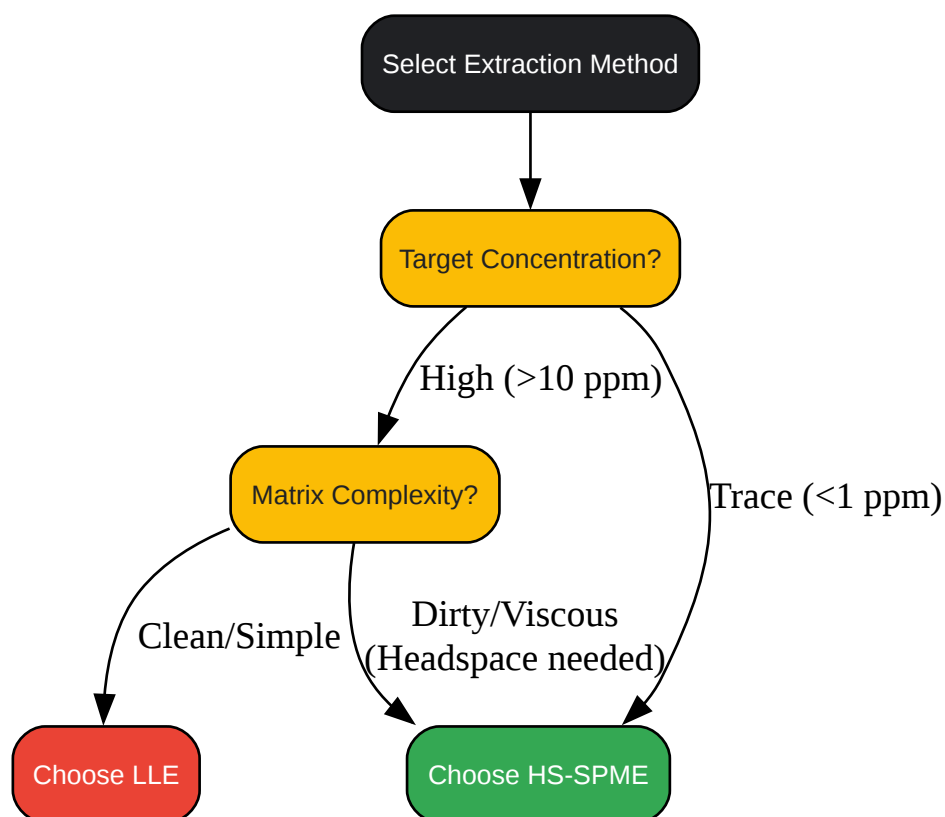 Select Extraction Method
Target Concentration?
High (>10 ppm)
Matrix Complexity?
Trace (<1 ppm)
Clean/Simple
Dirty/Viscous
(Headspace needed)
Choose LLE
Choose HS-SPME